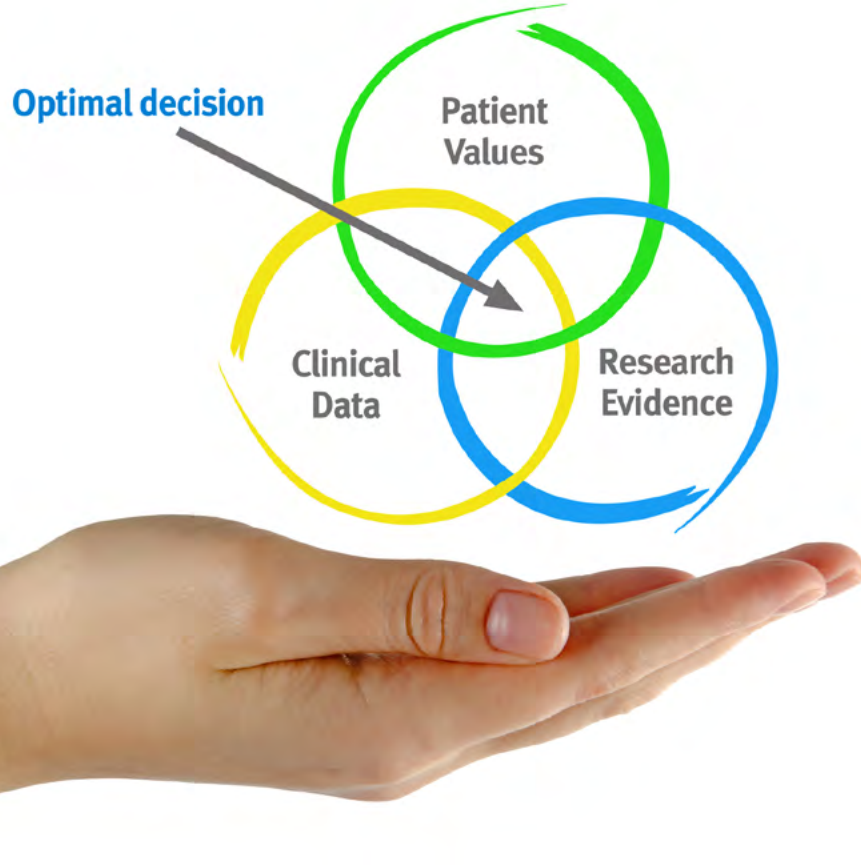 Optimal decision
Patient
Values
Clinical
Data
Research
Evidence